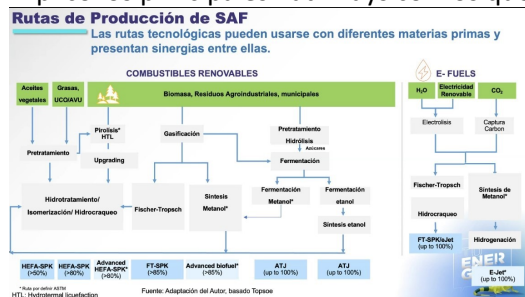 Rutas de Producción de SAF
Las rutas tecnológicas pueden usarse con diferentes materias primas y
presentan sinergias entre ellas.
COMBUSTIBLES RENOVABLES
E- FUELS
Aceites
vegetales
Grasas,
UCO/AVU
Biomasa, Residuos Agroindustriales, municipales
H₂O
Electricidad
Renovable
CO₂
Pirolisis*
HTL
Gasificación
Pretratamiento
Hidrólisis
Azúcares
Electrolisis
Captura
Carbon
Pretratamiento
Upgrading
Fermentación
Hidrotratamiento/
Isomerización/ Hidrocraqueo
Fischer-Tropsch
Síntesis
Metanol*
Fermentación
Metanol*
Fermentación
etanol
Síntesis etanol
Fischer-Tropsch
Hidrocraqueo
Síntesis de
Metanol*
HEFA-SPK
(>50%)
HEFA-SPK
(>80%)
Advanced
HEFA-SPK*
(>80%)
FT-SPK
(>85%)
Advanced biofuel*
(>85%)
ATJ
(up to 100%)
ATJ
(up to 100%)
FT-SPK/eJet
(up to 100%)
Hidrogenación
E-Jet*
(up to 100%)
ENER
* Ruta por definir ASTM
HTL: Hydrotermal liquefaction
Fuente: Adaptación del Autor, basado Topsoe